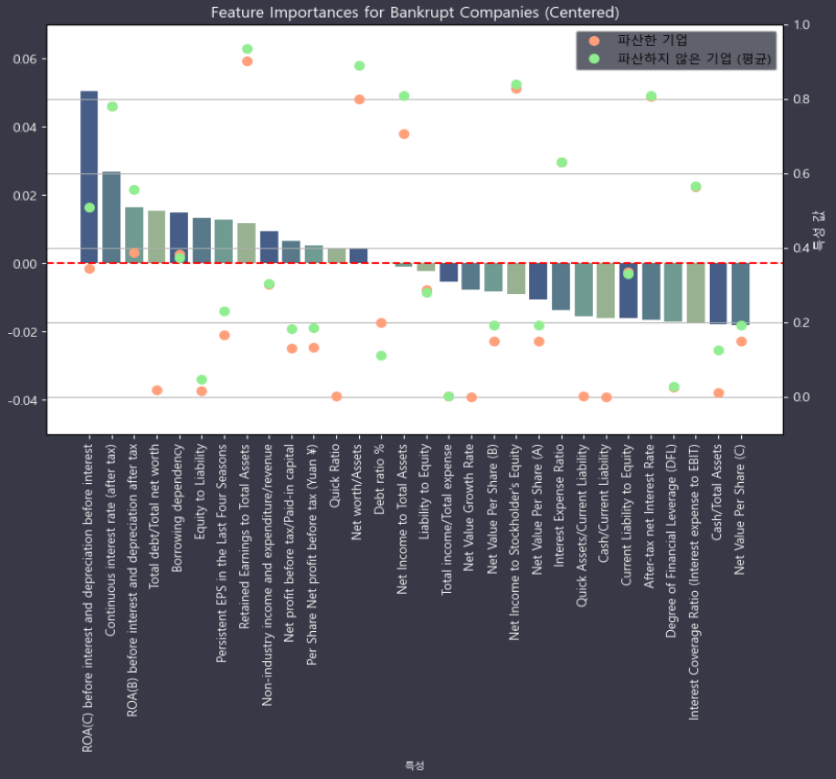 Feature Importances for Bankrupt Companies (Centered)
파산한 기업
파산하지 않은 기업 (평균)
0.06
0.04
0.02
0.00
-0.02
-0.04
1.0
0.8
0.6
0.4
0.2
0.0
특성 값
ROA(C) before interest and depreciation before interest
Continuous interest rate (after tax)
ROA(B) before interest and depreciation after tax
Total debt/Total net worth
Borrowing dependency
Equity to Liability
Persistent EPS in the Last Four Seasons
Retained Earnings to Total Assets
Non-industry income and expenditure/revenue
Net profit before tax/Paid-in capital
Per Share Net profit before tax (Yuan ¥)
Quick Ratio
Net worth/Assets
Debt ratio %
Net Income to Total Assets
Liability to Equity
Total income/Total expense
Net Value Growth Rate
Net Value Per Share (B)
Net Income to Stockholder's Equity
Net Value Per Share (A)
Interest Expense Ratio
Quick Assets/Current Liability
Cash/Current Liability
Current Liability to Equity
After-tax net Interest Rate
Degree of Financial Leverage (DFL)
Interest Coverage Ratio (Interest expense to EBIT)
Cash/Total Assets
Net Value Per Share (C)
특성